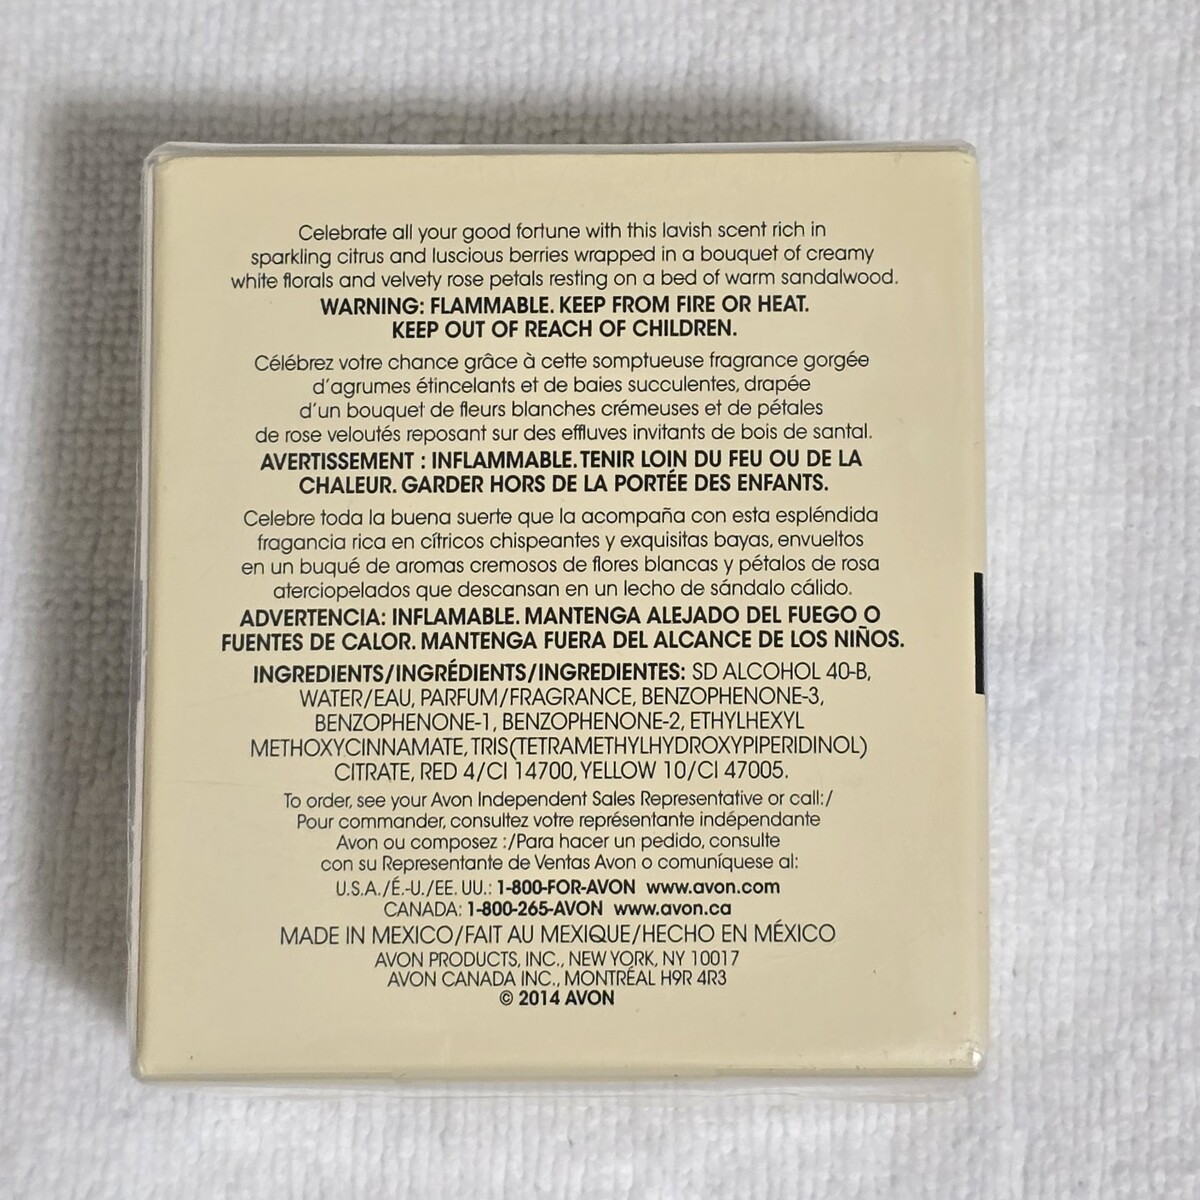 Celebrate all your good fortune with this lavish scent rich in
sparkling citrus and luscious berries wrapped in a bouquet of creamy
white florals and velvety rose petals resting on a bed of warm sandalwood.
WARNING: FLAMMABLE. KEEP FROM FIRE OR HEAT.
KEEP OUT OF REACH OF CHILDREN.
Célébrez votre chance grâce à cette somptueuse fragrance gorgée
d'agrumes étincelants et de baies succulentes, drapée
d'un bouquet de fleurs blanches crémeuses et de pétales
de rose veloutés reposant sur des effluves invitants de bois de santal.
AVERTISSEMENT : INFLAMMABLE. TENIR LOIN DU FEU OU DE LA
CHALEUR. GARDER HORS DE LA PORTÉE DES ENFANTS.
Celebre toda la buena suerte que la acompaña con esta espléndida
fragancia rica en cítricos chispeantes y exquisitas bayas, envueltos
en un buqué de aromas cremosos de flores blancas y pétalos de rosa
aterciopelados que descansan en un lecho de sándalo cálido.
ADVERTENCIA: INFLAMABLE. MANTENGA ALEJADO DEL FUEGO O
FUENTES DE CALOR. MANTENGA FUERA DEL ALCANCE DE LOS NIÑOS.
INGREDIENTS/INGRÉDIENTS/INGREDIENTES: SD ALCOHOL 40-B,
WATER/EAU, PARFUM/FRAGRANCE, BENZOPHENONE-3,
BENZOPHENONE-1, BENZOPHENONE-2, ETHYLHEXYL
METHOXYCINNAMATE, TRIS(TETRAMETHYLHYDROXYPIPERIDINOL)
CITRATE, RED 4/CI 14700, YELLOW 10/CI 47005.
To order, see your Avon Independent Sales Representative or call:/
Pour commander, consultez votre représentante indépendante
Avon ou composez :/Para hacer un pedido, consulte
con su Representante de Ventas Avon o comuníquese al:
U.S.A./É.-U./EE. UU.: 1-800-FOR-AVON www.avon.com
CANADA: 1-800-265-AVON www.avon.ca
MADE IN MEXICO/FAIT AU MEXIQUE/HECHO EN MÉXICO
AVON PRODUCTS, INC., NEW YORK, NY 10017
AVON CANADA INC., MONTRÉAL H9R 4R3
© 2014 AVON